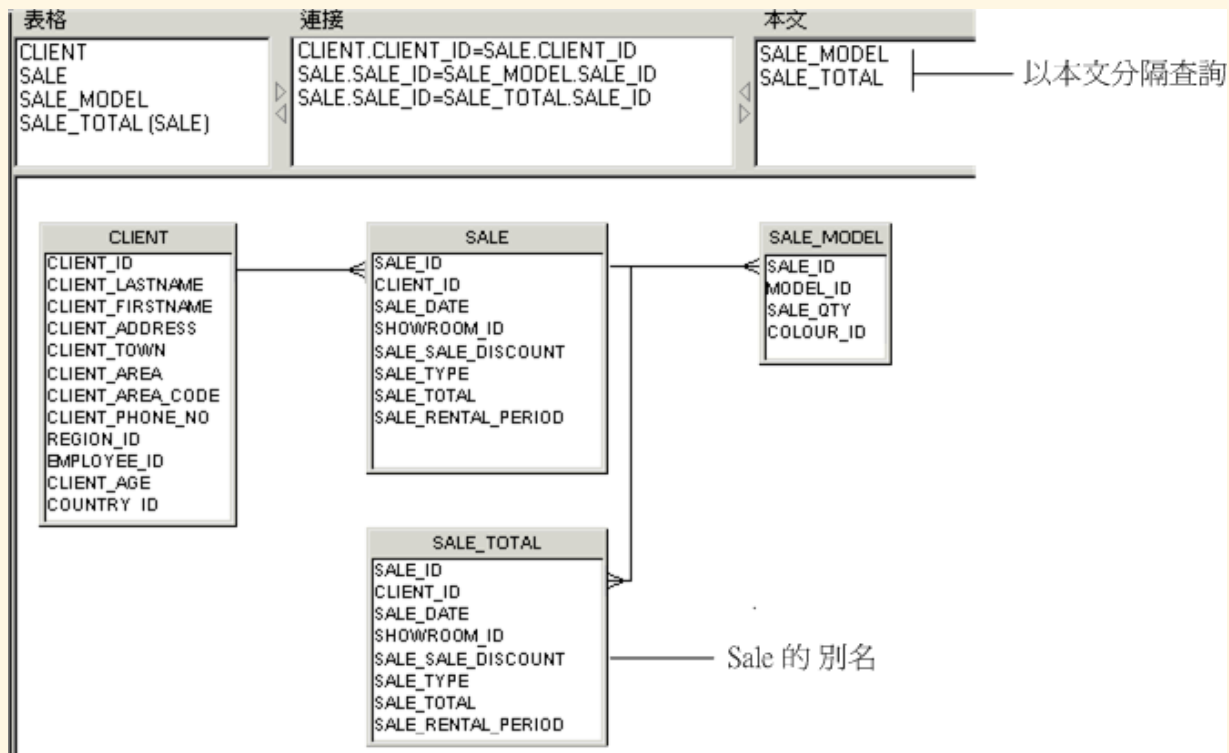 表格
CLIENT
SALE
SALE_MODEL
SALE_TOTAL (SALE)
連接
CLIENT.CLIENT_ID=SALE.CLIENT_ID
SALE.SALE_ID=SALE_MODEL.SALE_ID
SALE.SALE_ID=SALE_TOTAL.SALE_ID
本文
SALE_MODEL
SALE_TOTAL
以本文分隔查詢
CLIENT
CLIENT_ID
CLIENT_LASTNAME
CLIENT_FIRSTNAME
CLIENT_ADDRESS
CLIENT_TOWN
CLIENT_AREA
CLIENT_AREA_CODE
CLIENT_PHONE_NO
REGION_ID
EMPLOYEE_ID
CLIENT_AGE
COUNTRY_ID
SALE
SALE_ID
CLIENT_ID
SALE_DATE
SHOWROOM_ID
SALE_SALE_DISCOUNT
SALE_TYPE
SALE_TOTAL
SALE_RENTAL_PERIOD
SALE_MODEL
SALE_ID
MODEL_ID
SALE_QTY
COLOUR_ID
SALE_TOTAL
SALE_ID
CLIENT_ID
SALE_DATE
SHOWROOM_ID
SALE_SALE_DISCOUNT
SALE_TYPE
SALE_TOTAL
SALE_RENTAL_PERIOD
Sale 的 別名